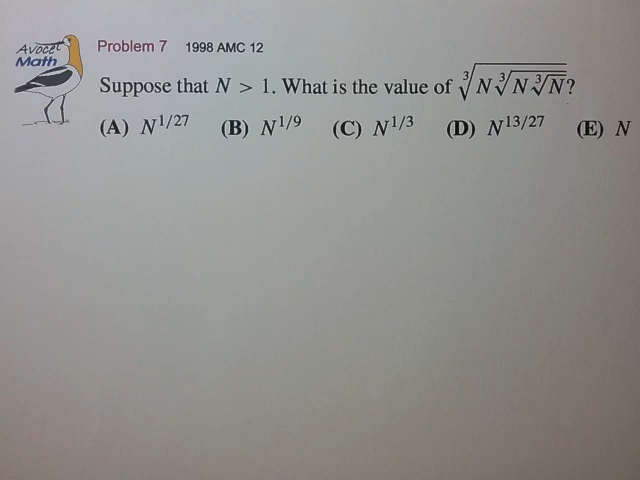 Avocet
Math
Problem 7 1998 AMC 12
Suppose that N > 1. What is the value of ∛(N∛(N∛N))?
(A) N^{1/27} (B) N^{1/9} (C) N^{1/3} (D) N^{13/27} (E) N